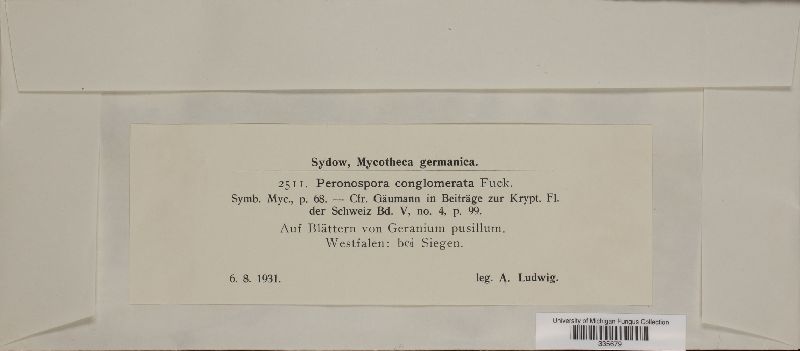 Sydow, Mycotheca germanica.
2511. Peronospora conglomerata Fuck.
Symb. Myc., p. 68. — Cfr. Gäumann in Beiträge zur Krypt. Fl.
der Schweiz Bd. V, no. 4, p. 99.
Auf Blättern von Geranium pusillum.
Westfalen: bei Siegen.
6. 8. 1931. leg. A. Ludwig.
University of Michigan Fungus Collection
335679